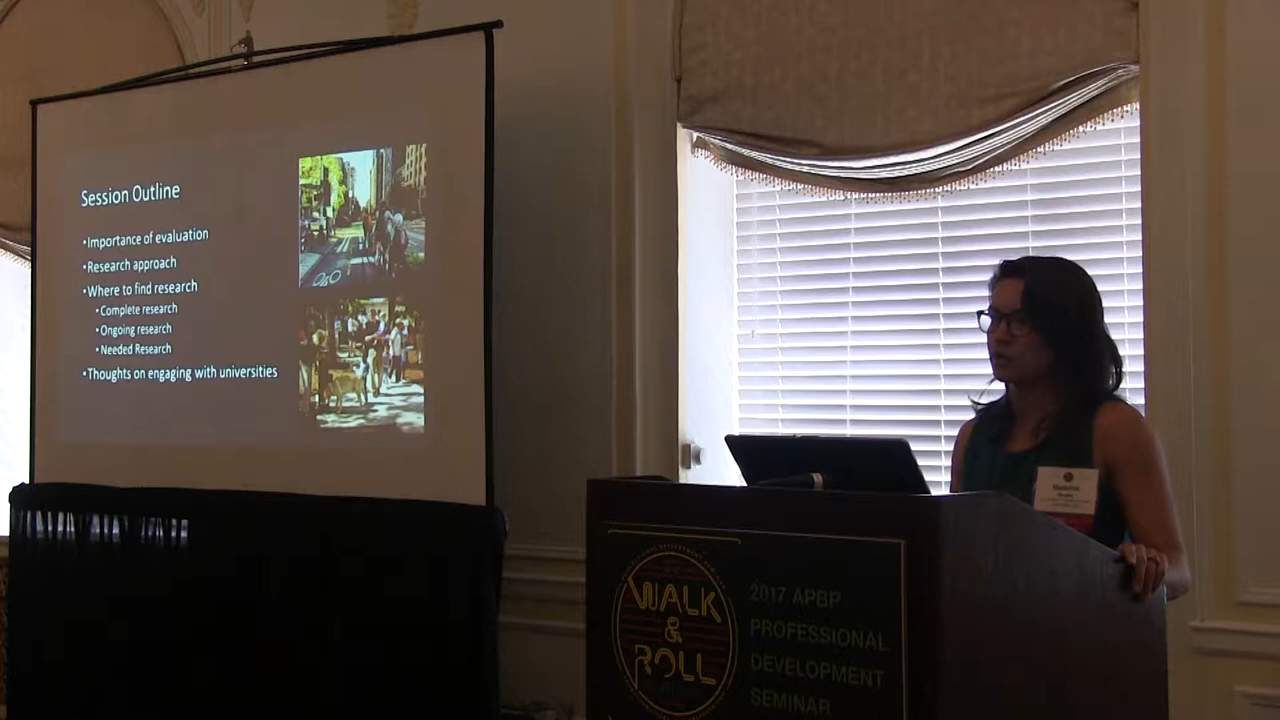 Session Outline
•Importance of evaluation
•Research approach
•Where to find research
•Complete research
•Ongoing research
•Needed Research
•Thoughts on engaging with universities
WALK
&
ROLL
2017 APBP
PROFESSIONAL
DEVELOPMENT
SEMINAR